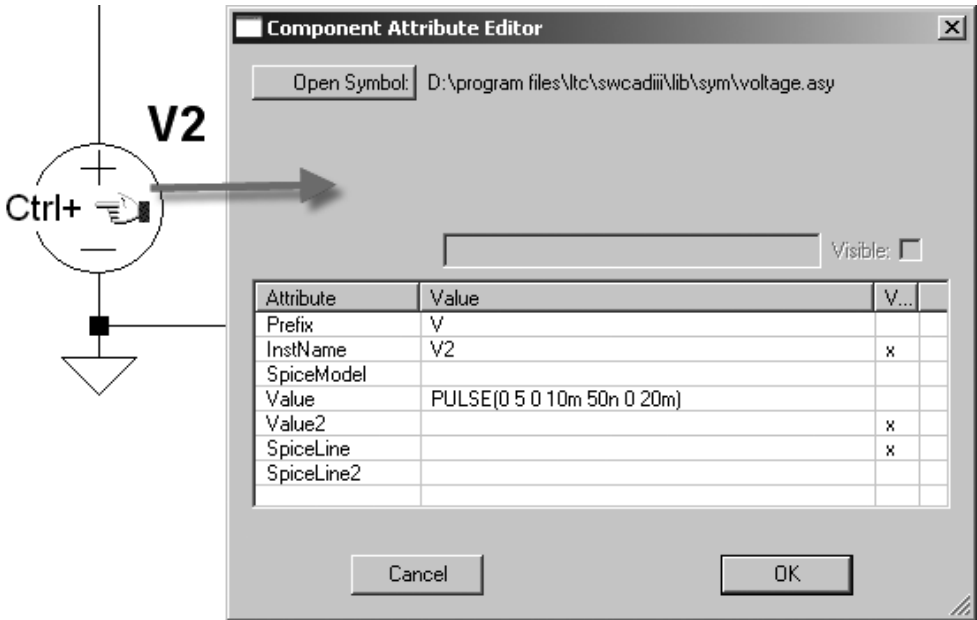 Component Attribute Editor
Open Symbol: D:\program files\ltc\swcadiii\lib\sym\voltage.asy
V2
Ctrl+
Visible:
Attribute Value V...
Prefix V
InstName V2 x
SpiceModel
Value PULSE(0 5 0 10m 50n 0 20m)
Value2 x
SpiceLine x
SpiceLine2
Cancel OK